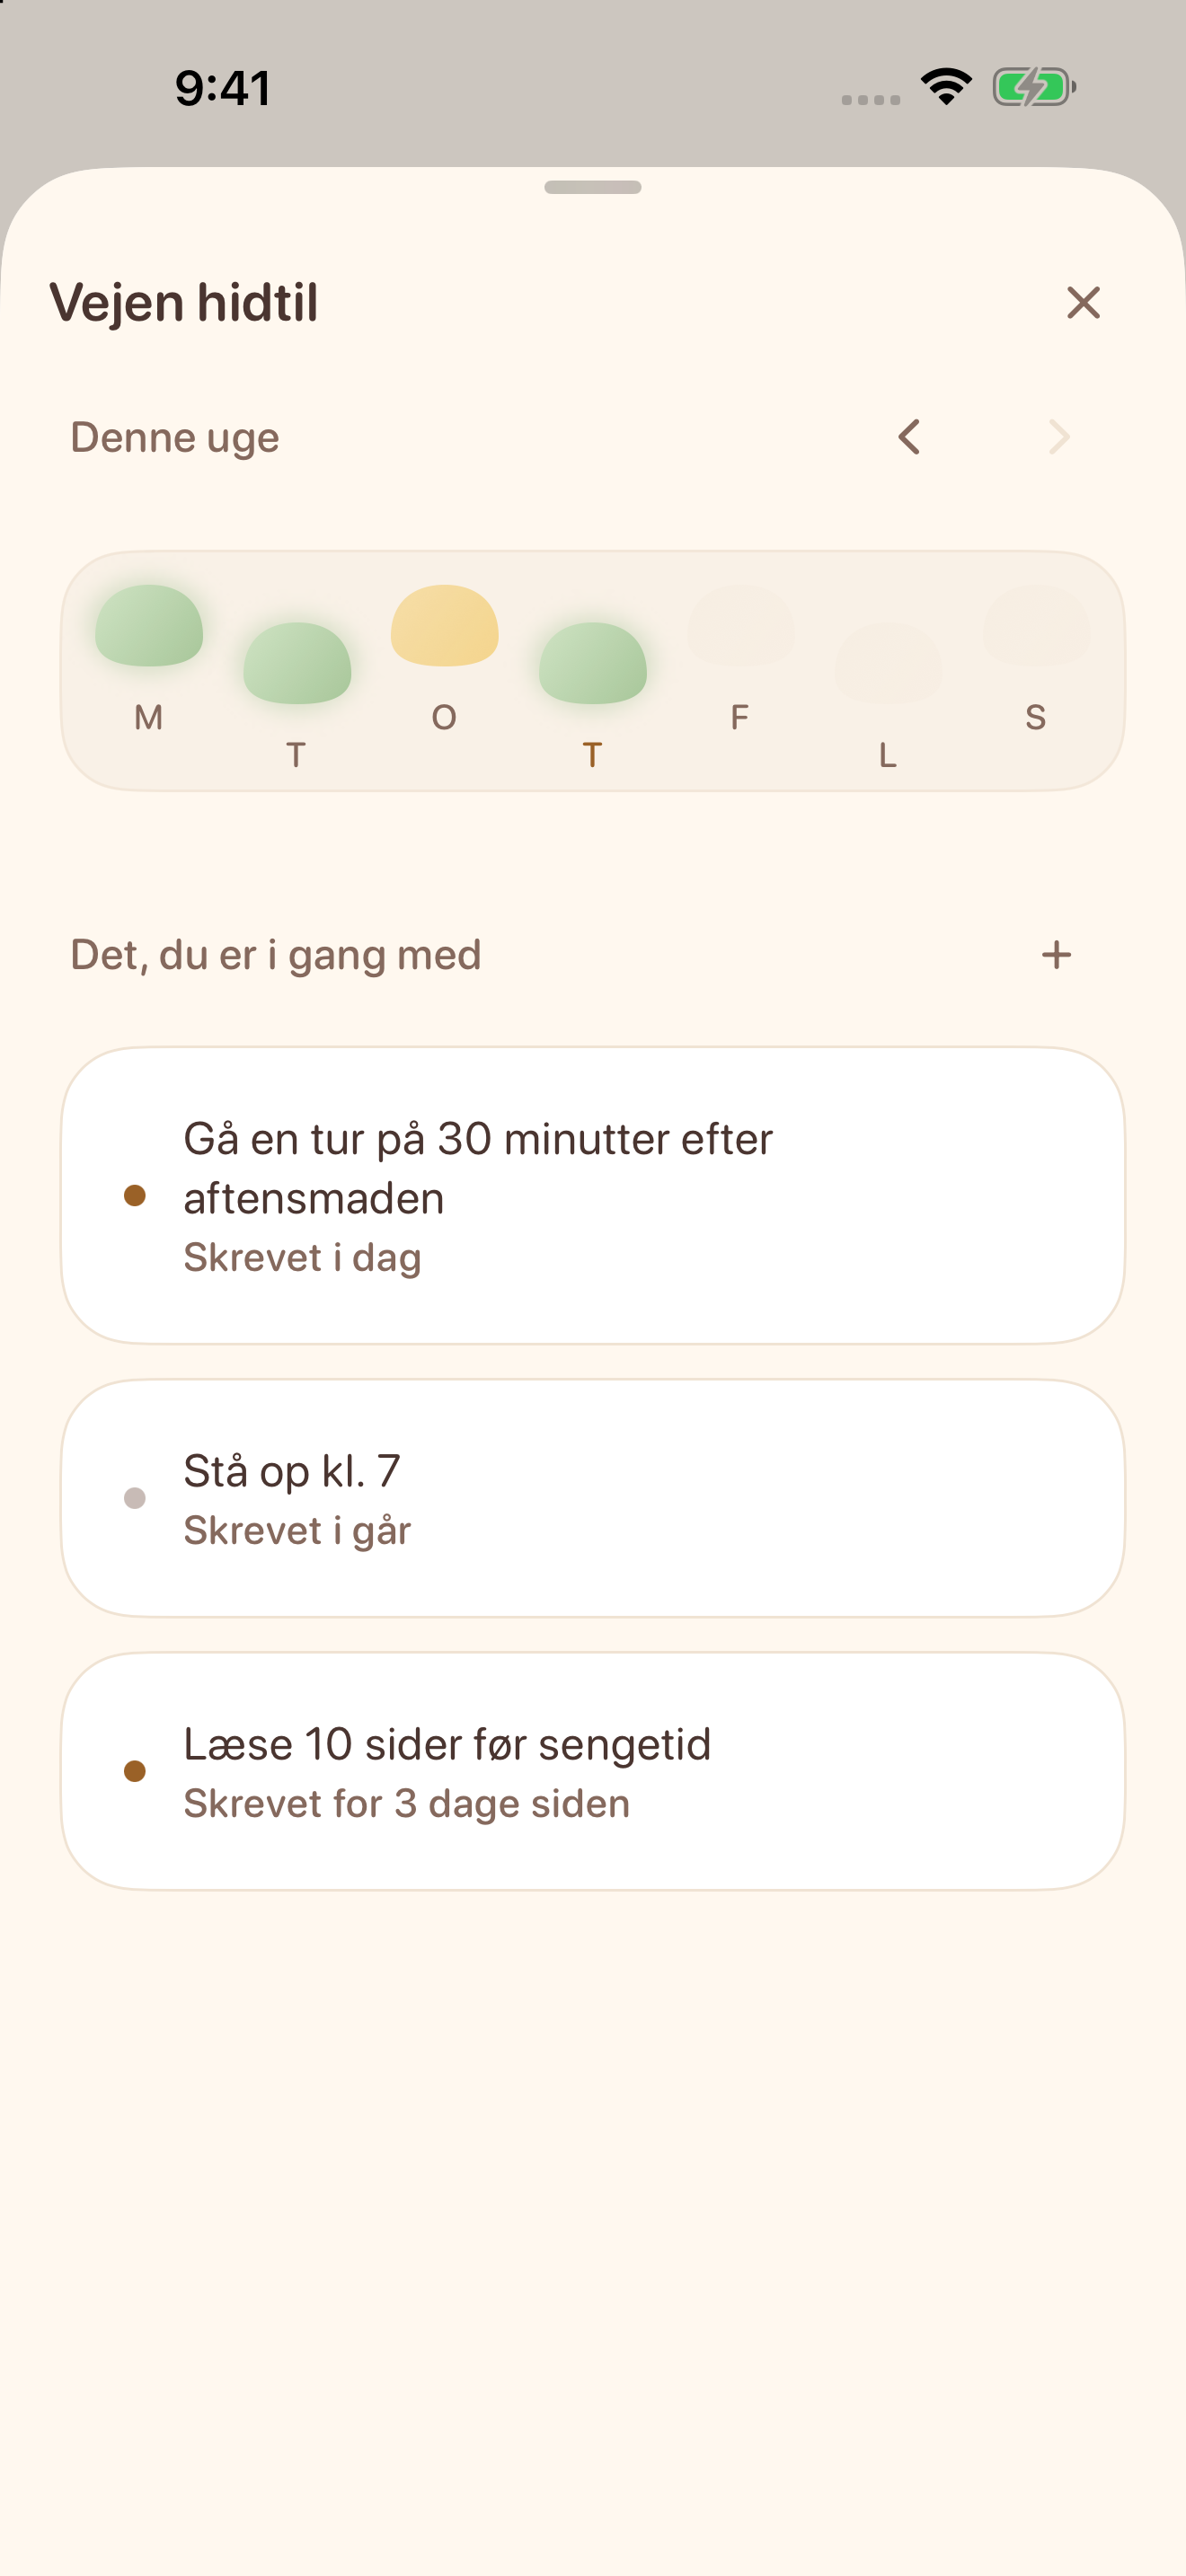 9:41
Vejen hidtil
Denne uge
M T O T F L S
Det, du er i gang med
Gå en tur på 30 minutter efter
aftensmaden
Skrevet i dag
Stå op kl. 7
Skrevet i går
Læse 10 sider før sengetid
Skrevet for 3 dage siden